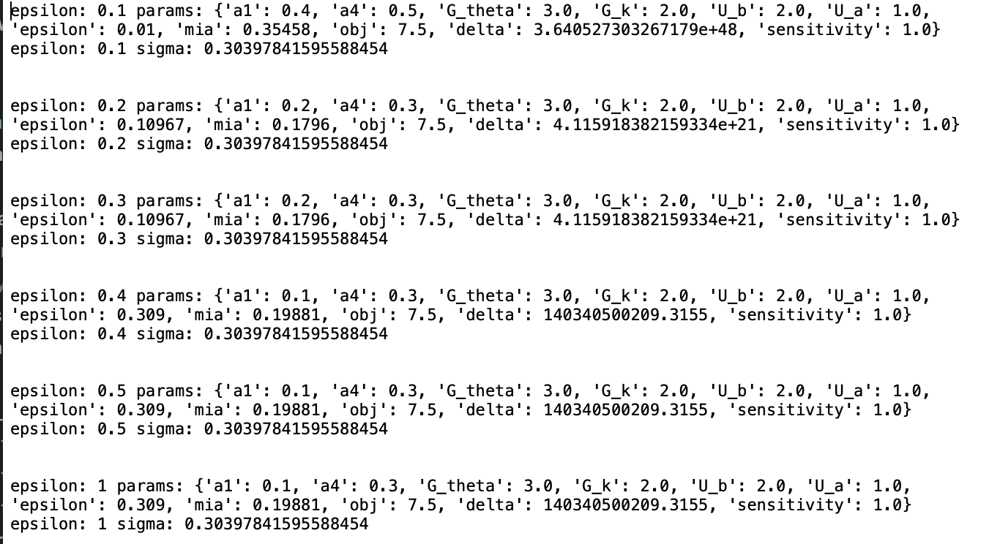 epsilon: 0.1 params: {'a1': 0.4, 'a4': 0.5, 'G_theta': 3.0, 'G_k': 2.0, 'U_b': 2.0, 'U_a': 1.0,
'epsilon': 0.01, 'mia': 0.35458, 'obj': 7.5, 'delta': 3.640527303267179e+48, 'sensitivity': 1.0}
epsilon: 0.1 sigma: 0.30397841595588454
epsilon: 0.2 params: {'a1': 0.2, 'a4': 0.3, 'G_theta': 3.0, 'G_k': 2.0, 'U_b': 2.0, 'U_a': 1.0,
'epsilon': 0.10967, 'mia': 0.1796, 'obj': 7.5, 'delta': 4.115918382159334e+21, 'sensitivity': 1.0}
epsilon: 0.2 sigma: 0.30397841595588454
epsilon: 0.3 params: {'a1': 0.2, 'a4': 0.3, 'G_theta': 3.0, 'G_k': 2.0, 'U_b': 2.0, 'U_a': 1.0,
'epsilon': 0.10967, 'mia': 0.1796, 'obj': 7.5, 'delta': 4.115918382159334e+21, 'sensitivity': 1.0}
epsilon: 0.3 sigma: 0.30397841595588454
epsilon: 0.4 params: {'a1': 0.1, 'a4': 0.3, 'G_theta': 3.0, 'G_k': 2.0, 'U_b': 2.0, 'U_a': 1.0,
'epsilon': 0.309, 'mia': 0.19881, 'obj': 7.5, 'delta': 140340500209.3155, 'sensitivity': 1.0}
epsilon: 0.4 sigma: 0.30397841595588454
epsilon: 0.5 params: {'a1': 0.1, 'a4': 0.3, 'G_theta': 3.0, 'G_k': 2.0, 'U_b': 2.0, 'U_a': 1.0,
'epsilon': 0.309, 'mia': 0.19881, 'obj': 7.5, 'delta': 140340500209.3155, 'sensitivity': 1.0}
epsilon: 0.5 sigma: 0.30397841595588454
epsilon: 1 params: {'a1': 0.1, 'a4': 0.3, 'G_theta': 3.0, 'G_k': 2.0, 'U_b': 2.0, 'U_a': 1.0,
'epsilon': 0.309, 'mia': 0.19881, 'obj': 7.5, 'delta': 140340500209.3155, 'sensitivity': 1.0}
epsilon: 1 sigma: 0.30397841595588454